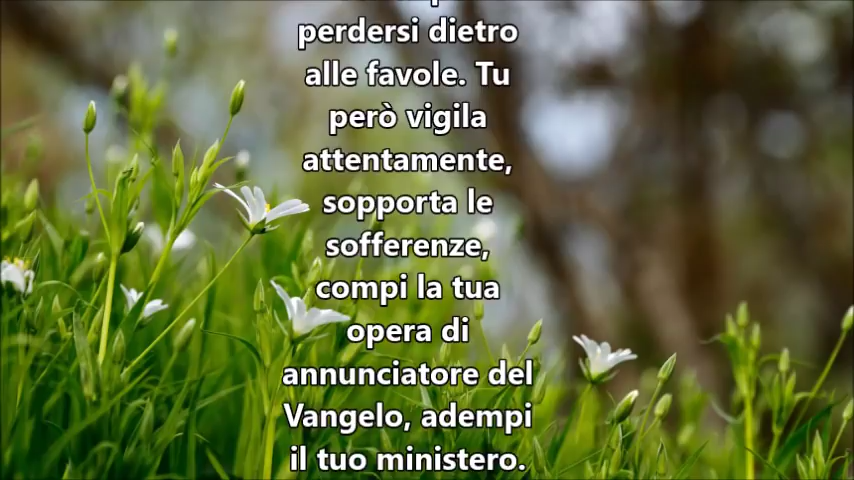 perdersi dietro
alle favole. Tu
però vigila
attentamente,
sopporta le
sofferenze,
compi la tua
opera di
annunciatore del
Vangelo, adempi
il tuo ministero.